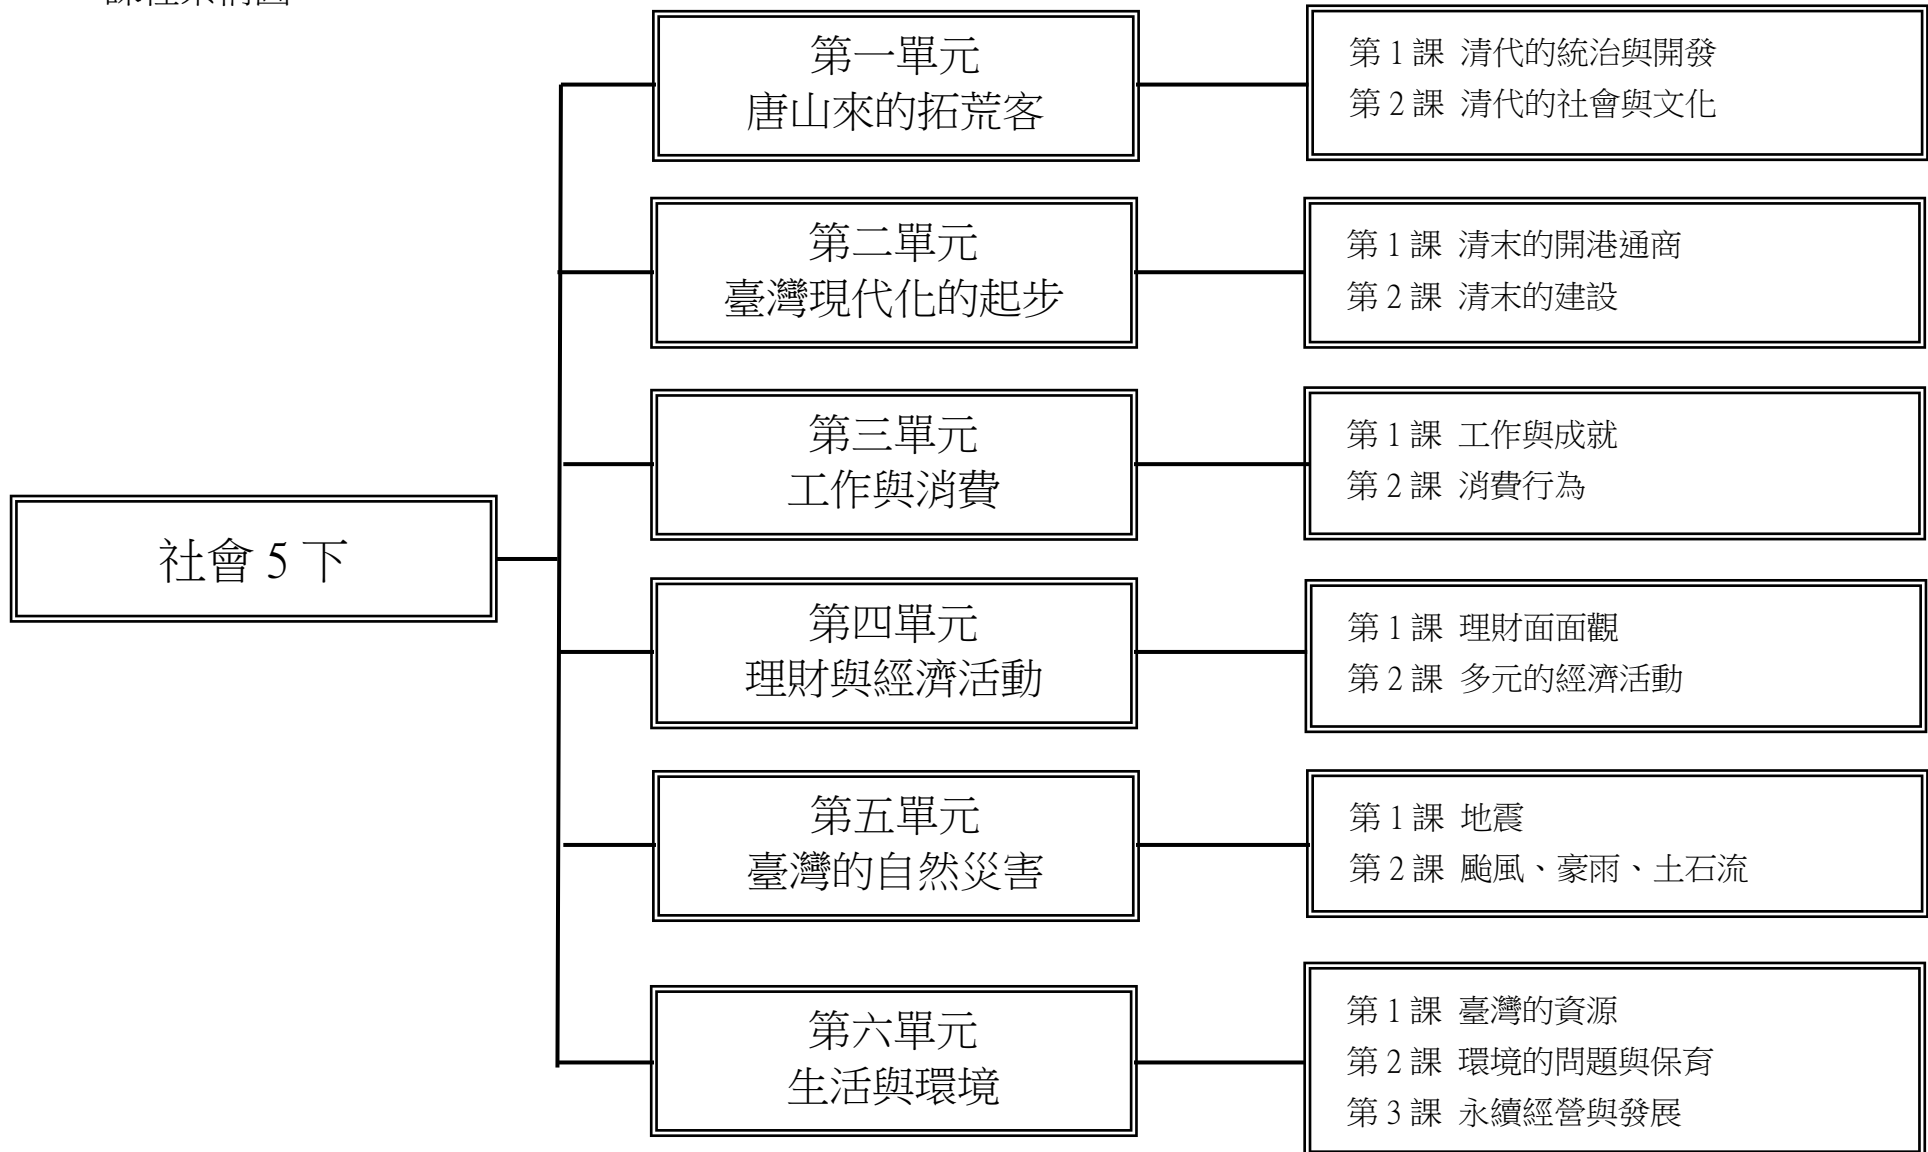 課程架構圖
社會 5 下
第一單元
唐山來的拓荒客
第 1 課 清代的統治與開發
第 2 課 清代的社會與文化
第二單元
臺灣現代化的起步
第 1 課 清末的開港通商
第 2 課 清末的建設
第三單元
工作與消費
第 1 課 工作與成就
第 2 課 消費行為
第四單元
理財與經濟活動
第 1 課 理財面面觀
第 2 課 多元的經濟活動
第五單元
臺灣的自然災害
第 1 課 地震
第 2 課 颱風、豪雨、土石流
第六單元
生活與環境
第 1 課 臺灣的資源
第 2 課 環境的問題與保育
第 3 課 永續經營與發展